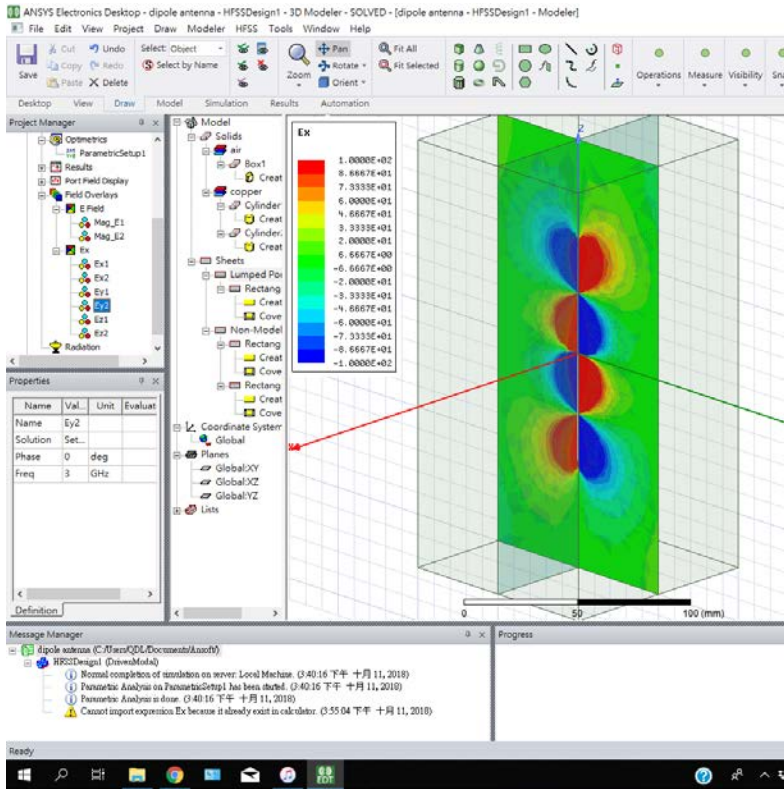 ANSYS Electronics Desktop - dipole antenna - HFSSDesign1 - 3D Modeler - SOLVED - [dipole antenna - HFSSDesign1 - Modeler]
File Edit View Project Draw Modeler HFSS Tools Window Help
Save
Cut
Copy
Paste
Undo
Redo
Delete
Select: Object
Select by Name
Zoom
Pan
Rotate
Orient
Fit All
Fit Selected
Operations Measure Visibility Sna
Desktop View Draw Model Simulation Results Automation
Project Manager
Optimetrics
ParametricSetup1
Results
Port Field Display
Field Overlays
E Field
Mag_E1
Mag_E2
Ex
Ex1
Ex2
Ey1
Ey2
Ez1
Ez2
Radiation
Properties
Name Val... Unit Evaluat
Name Ey2
Solution Set...
Phase 0 deg
Freq 3 GHz
Definition
Model
Solids
air
Box1
Creat
copper
Cylinder
Creat
Cylinder.
Creat
Sheets
Lumped Poi
Rectang
Creat
Cove
Non-Model
Rectang
Creat
Cove
Rectang
Creat
Cove
Coordinate System
Global
Planes
Global:XY
Global:XZ
Global:YZ
Lists
Ex
1.0000E+02
8.6667E+01
7.3333E+01
6.0000E+01
4.6667E+01
3.3333E+01
2.0000E+01
6.6667E+00
-6.6667E+00
-2.0000E+01
-3.3333E+01
-4.6667E+01
-6.0000E+01
-7.3333E+01
-8.6667E+01
-1.0000E+02
Z
0 50 100 (mm)
Message Manager
dipole antenna (C:/Users/QDL/Documents/Ansoft/)
HFSSDesign1 (DrivenModal)
Normal completion of simulation on server: Local Machine. (3:40:16 下午 十月 11, 2018)
Parametric Analysis on ParametricSetup1 has been started. (3:40:16 下午 十月 11, 2018)
Parametric Analysis is done. (3:40:16 下午 十月 11, 2018)
Cannot import expression Ex because it already exist in calculator. (3:55:04 下午 十月 11, 2018)
Progress
Ready
EDT